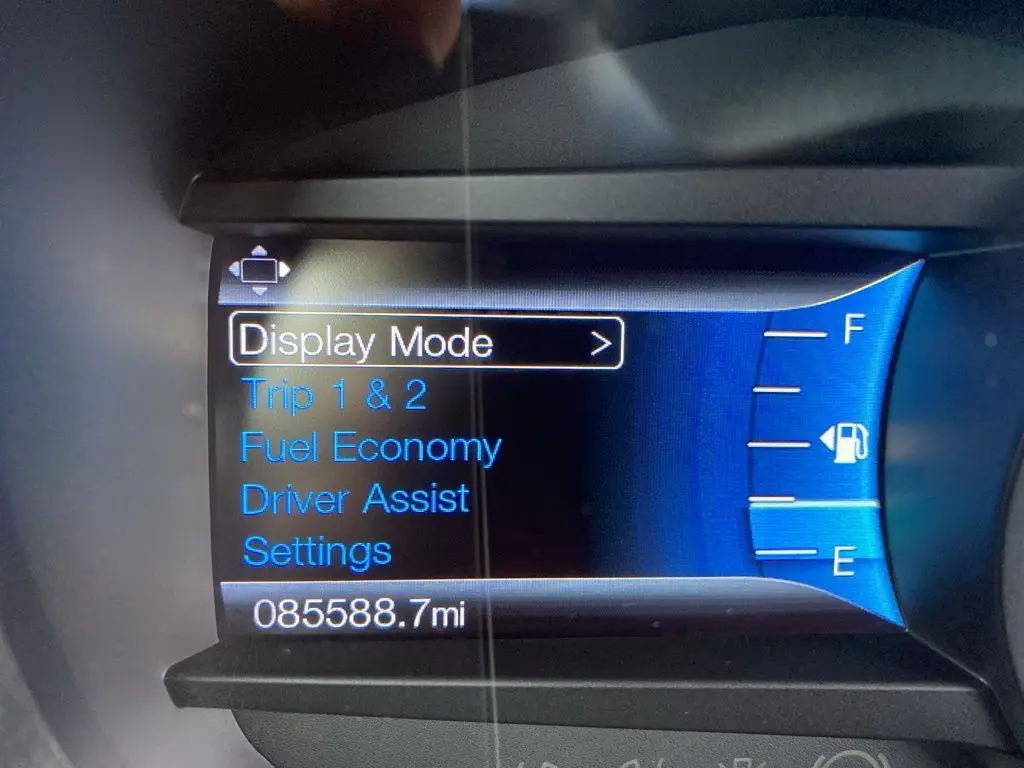 Display Mode >
Trip 1 & 2
Fuel Economy
Driver Assist
Settings
085588.7mi
F
E